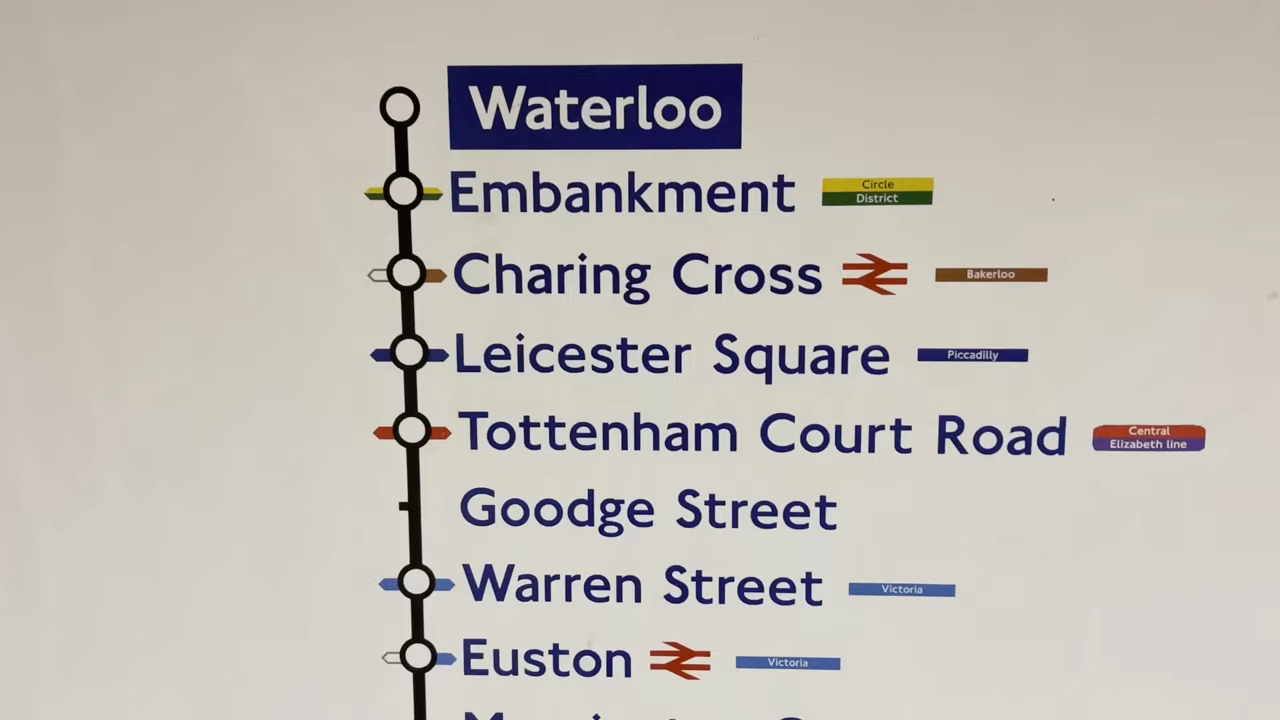 Waterloo
Embankment
Circle
District
Charing Cross
Bakerloo
Leicester Square
Piccadilly
Tottenham Court Road
Central
Elizabeth line
Goodge Street
Warren Street
Victoria
Euston
Victoria